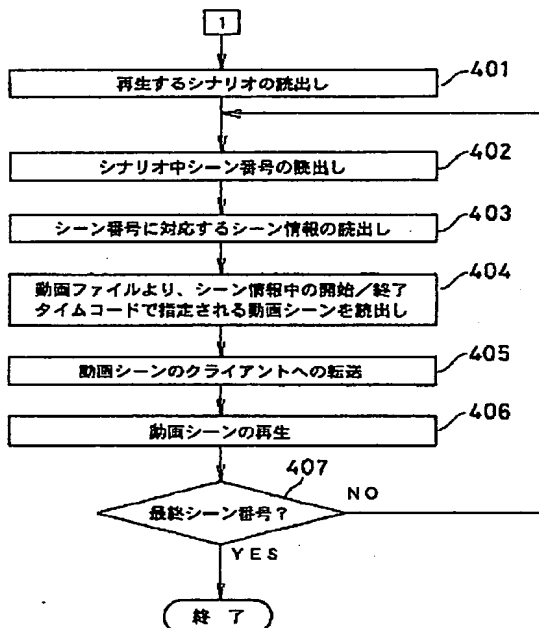 1
再生するシナリオの読出し
401
シナリオ中シーン番号の読出し
402
シーン番号に対応するシーン情報の読出し
403
動画ファイルより、シーン情報中の開始/終了
タイムコードで指定される動画シーンを読出し
404
動画シーンのクライアントへの転送
405
動画シーンの再生
406
407
最終シーン番号?
NO
YES
終 了